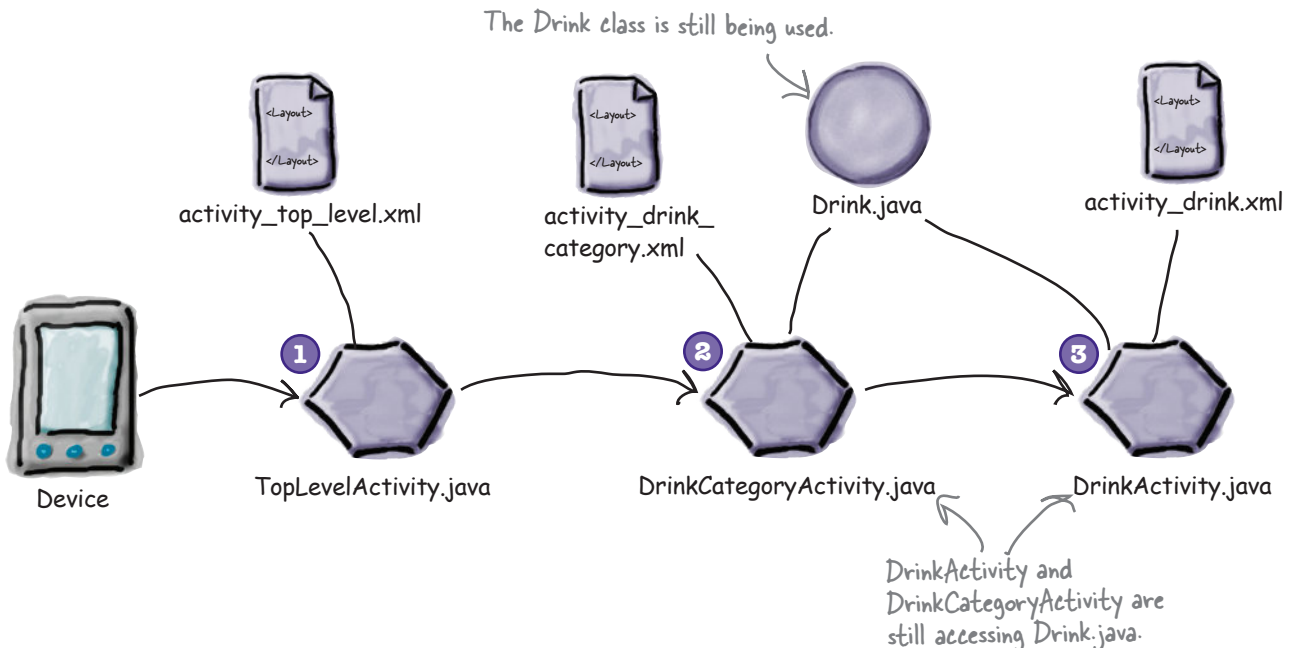 The Drink class is still being used.
<Layout>
</Layout>
activity_top_level.xml
<Layout>
</Layout>
activity_drink_
category.xml
Drink.java
<Layout>
</Layout>
activity_drink.xml
1
2
3
Device
TopLevelActivity.java
DrinkCategoryActivity.java
DrinkActivity.java
DrinkActivity and
DrinkCategoryActivity are
still accessing Drink.java.